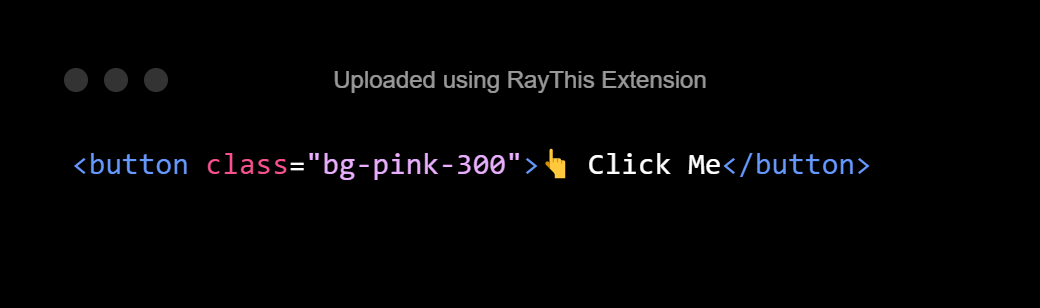 Uploaded using RayThis Extension
<button class="bg-pink-300">👆 Click Me</button>